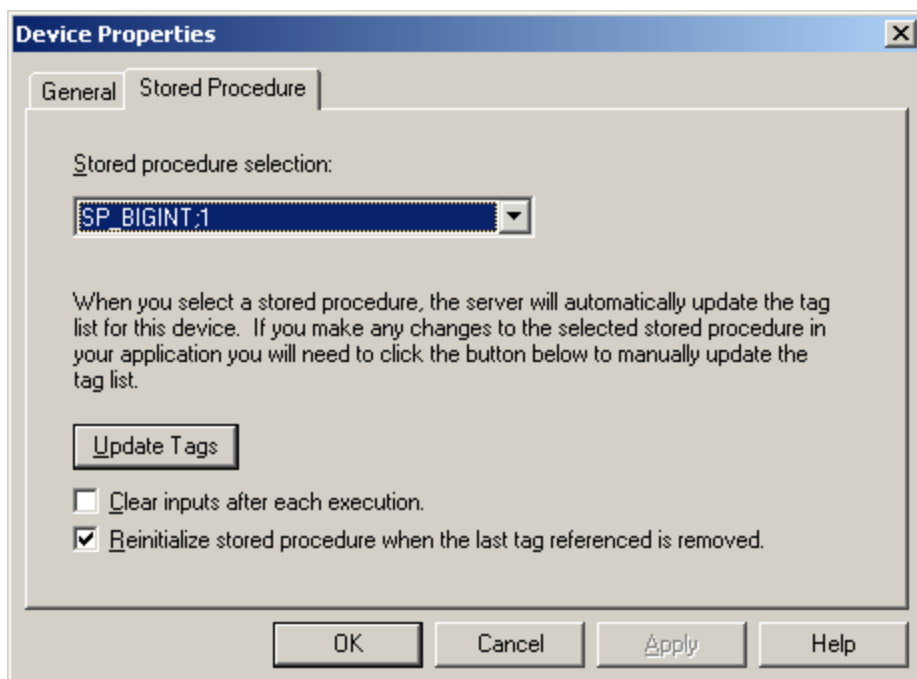 Device Properties
General
Stored Procedure
Stored procedure selection:
SP_BIGINT;1
When you select a stored procedure, the server will automatically update the tag
list for this device.  If you make any changes to the selected stored procedure in
your application you will need to click the button below to manually update the
tag list.
Update Tags
Clear inputs after each execution.
Reinitialize stored procedure when the last tag referenced is removed.
OK
Cancel
Apply
Help